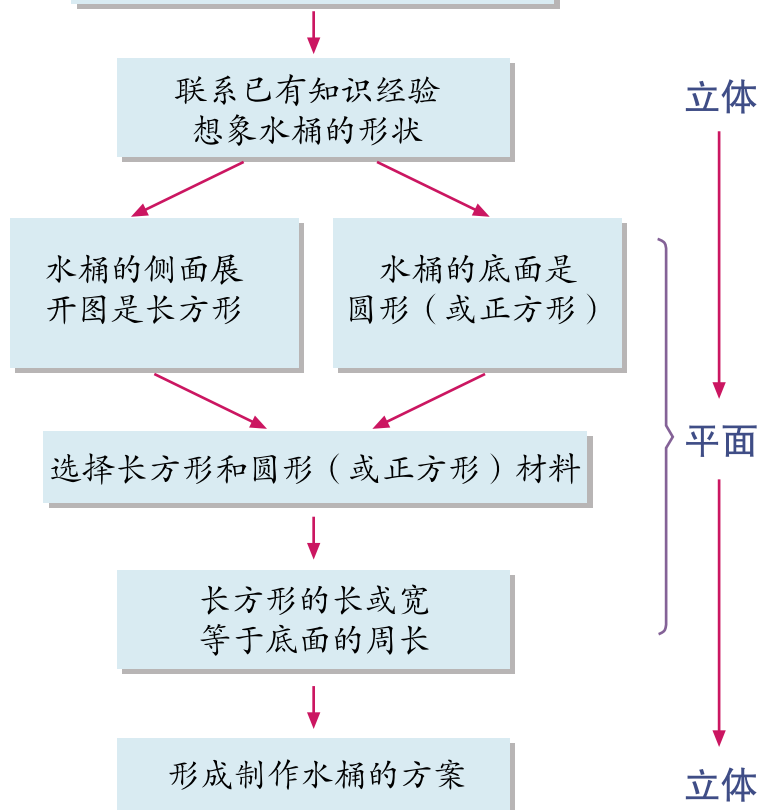 联系已有知识经验
想象水桶的形状
立体
水桶的侧面展
开图是长方形
水桶的底面是
圆形（或正方形）
平面
选择长方形和圆形（或正方形）材料
长方形的长或宽
等于底面的周长
形成制作水桶的方案
立体